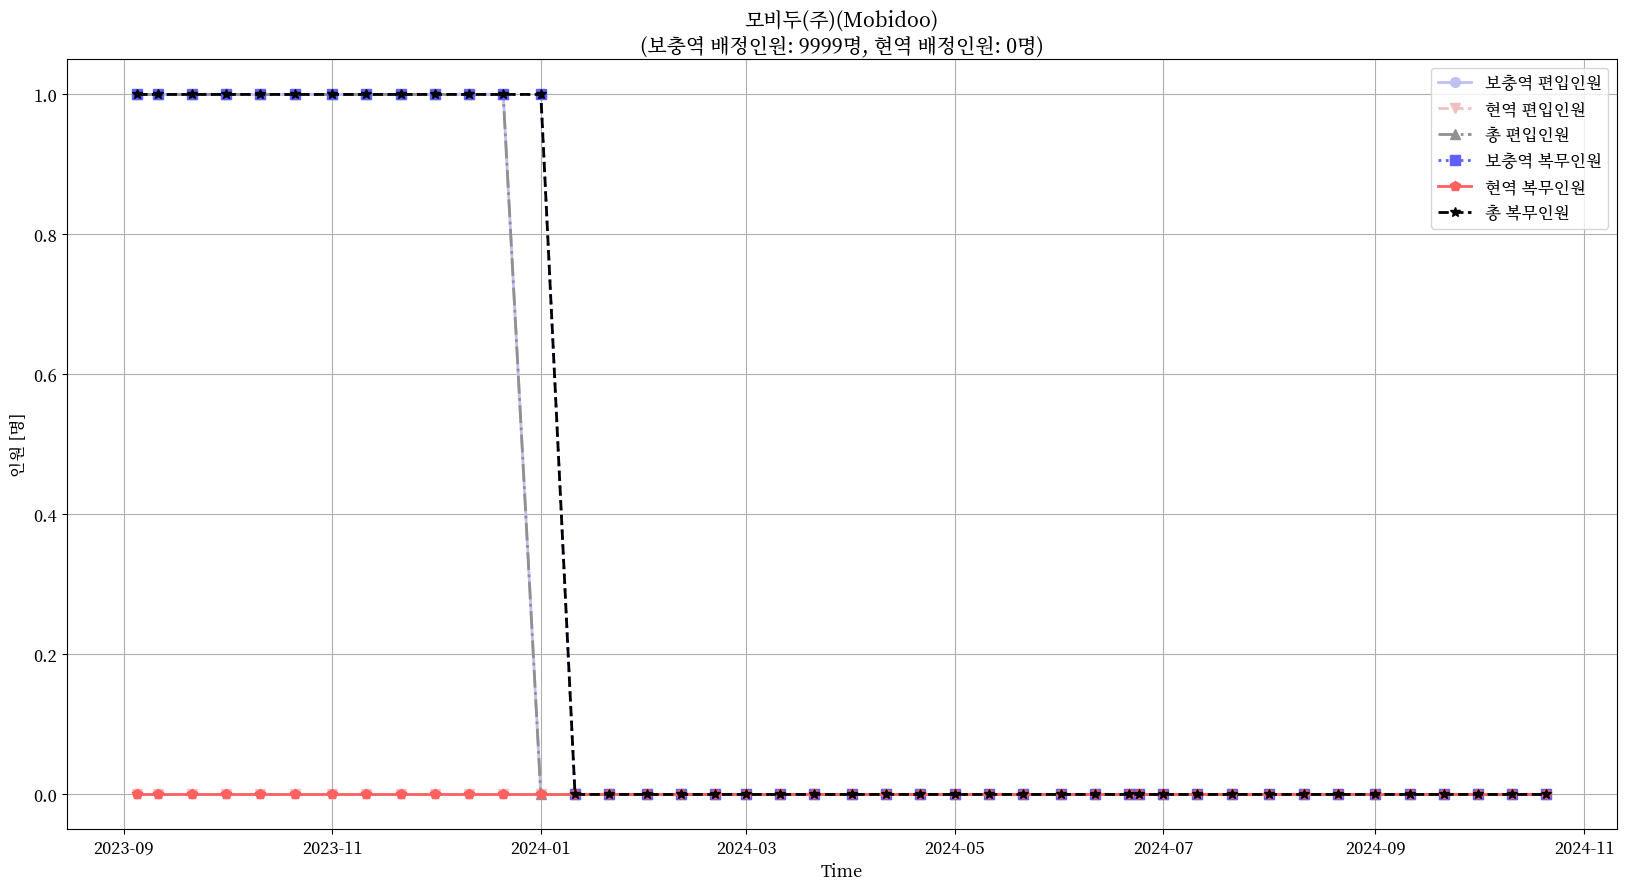 모비두(주)(Mobidoo)
(보충역 배정인원: 9999명, 현역 배정인원: 0명)
보충역 편입인원
현역 편입인원
총 편입인원
보충역 복무인원
현역 복무인원
총 복무인원
인원 [명]
1.0
0.8
0.6
0.4
0.2
0.0
2023-09
2023-11
2024-01
2024-03
2024-05
2024-07
2024-09
2024-11
Time